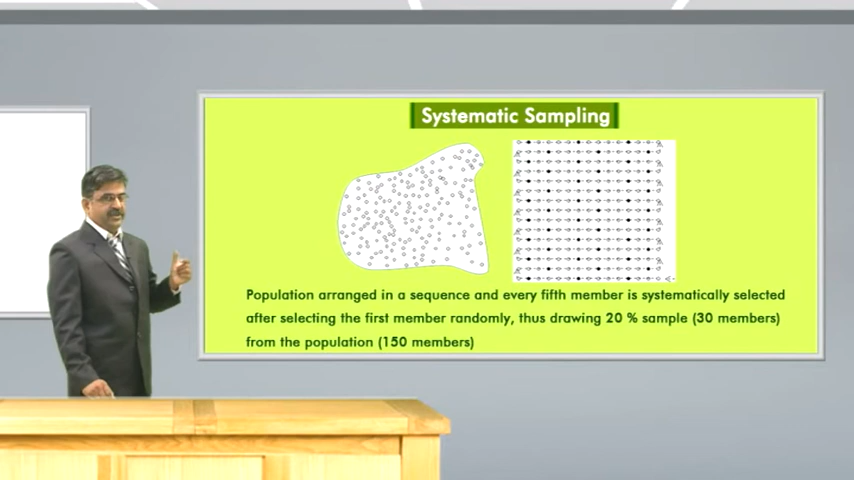 Systematic Sampling
Population arranged in a sequence and every fifth member is systematically selected
after selecting the first member randomly, thus drawing 20 % sample (30 members)
from the population (150 members)